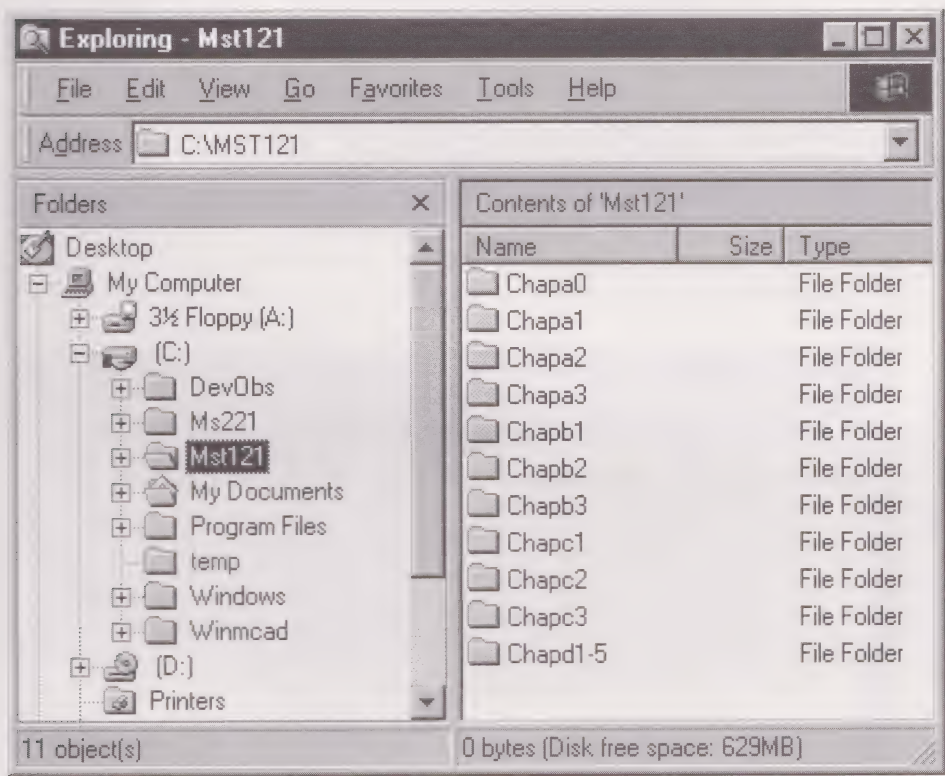 Exploring - Mst121
File Edit View Go Favorites Tools Help
Address C:\MST121
Folders
Desktop
My Computer
3½ Floppy (A:)
(C:)
DevObs
Ms221
Mst121
My Documents
Program Files
temp
Windows
Winmcad
(D:)
Printers
Contents of 'Mst121'
Name Size Type
Chapa0 File Folder
Chapa1 File Folder
Chapa2 File Folder
Chapa3 File Folder
Chapb1 File Folder
Chapb2 File Folder
Chapb3 File Folder
Chapc1 File Folder
Chapc2 File Folder
Chapc3 File Folder
Chapd1-5 File Folder
11 object(s)
0 bytes (Disk free space: 629MB)